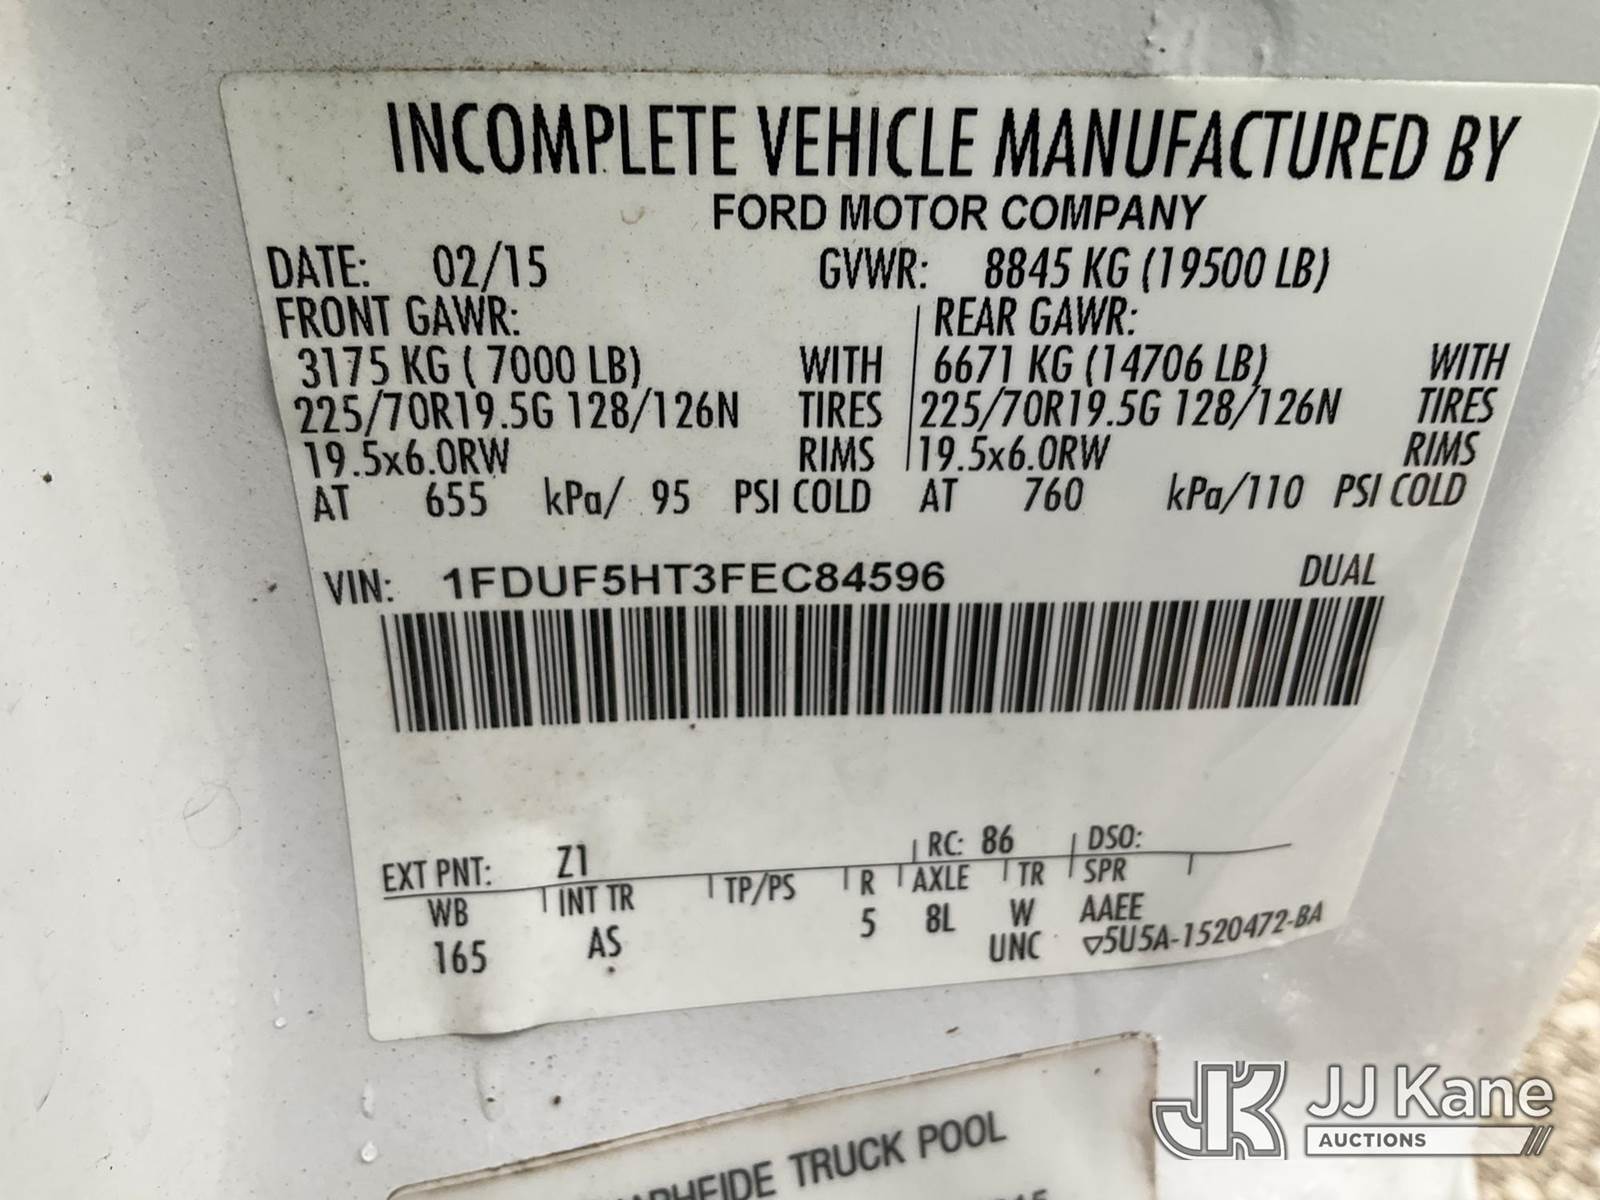 INCOMPLETE VEHICLE MANUFACTURED BY
FORD MOTOR COMPANY
DATE: 02/15 GVWR: 8845 KG (19500 LB)
FRONT GAWR: REAR GAWR:
3175 KG ( 7000 LB) WITH 6671 KG (14706 LB) WITH
225/70R19.5G 128/126N TIRES 225/70R19.5G 128/126N TIRES
19.5x6.0RW RIMS 19.5x6.0RW RIMS
AT 655 kPa/ 95 PSI COLD AT 760 kPa/110 PSI COLD
VIN: 1FDUF5HT3FEC84596 DUAL
EXT PNT: Z1 RC: 86 DSO:
WB INT TR TP/PS R AXLE TR SPR
165 AS 5 8L W AAEE
UNC ▽5U5A-1520472-BA
TRUCK POOL
JJ Kane
AUCTIONS